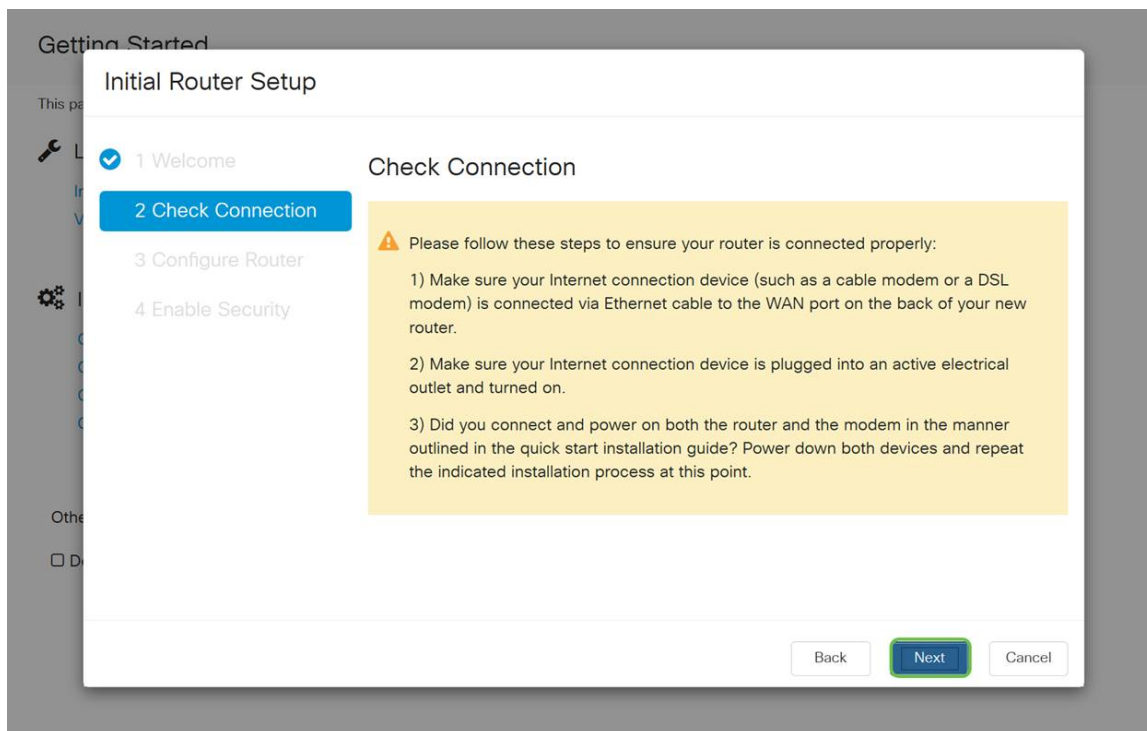 Getting Started
Initial Router Setup
This
1 Welcome
2 Check Connection
3 Configure Router
4 Enable Security
Check Connection
Please follow these steps to ensure your router is connected properly:
1) Make sure your Internet connection device (such as a cable modem or a DSL
modem) is connected via Ethernet cable to the WAN port on the back of your new
router.
2) Make sure your Internet connection device is plugged into an active electrical
outlet and turned on.
3) Did you connect and power on both the router and the modem in the manner
outlined in the quick start installation guide? Power down both devices and repeat
the indicated installation process at this point.
Back
Next
Cancel